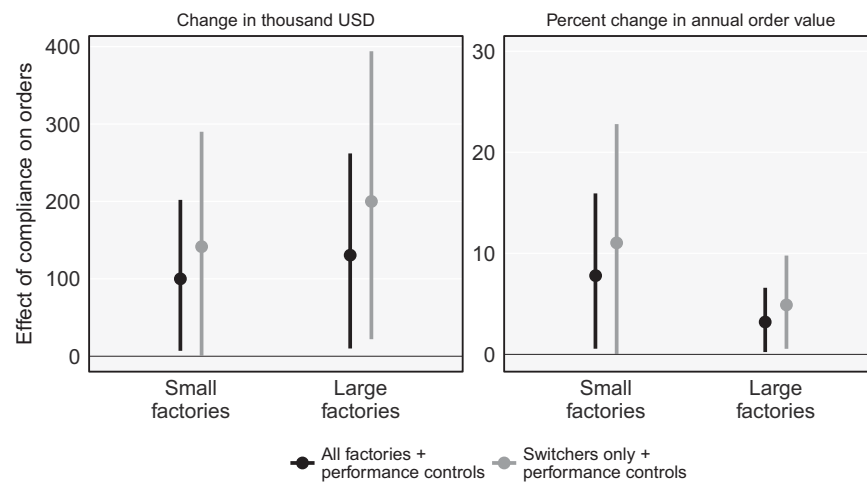 Change in thousand USD
Percent change in annual order value
Effect of compliance on orders
400
300
200
100
0
30
20
10
0
Small
factories
Large
factories
Small
factories
Large
factories
All factories +
performance controls
Switchers only +
performance controls